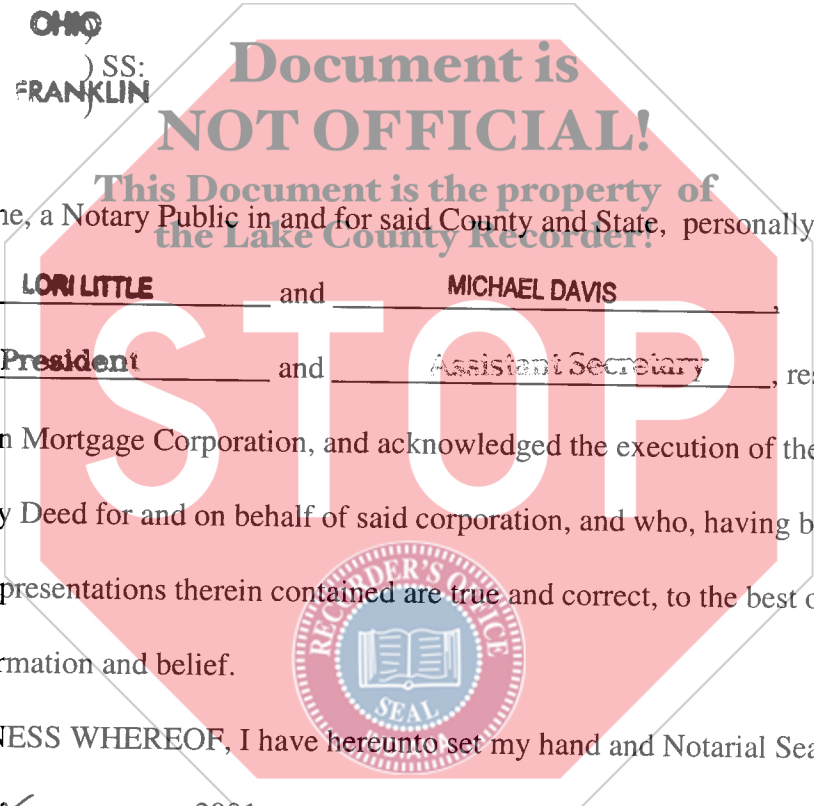 OHIO
) SS:
FRANKLIN
)
Document is
NOT OFFICIAL!
This Document is the property of
the Lake County Recorder!
ne, a Notary Public in and for said County and State, personally
LORI LITTLE and MICHAEL DAVIS,
President and Assistant Secretary, res
STOP
n Mortgage Corporation, and acknowledged the execution of the
y Deed for and on behalf of said corporation, and who, having b
presentations therein contained are true and correct, to the best o
RECORDER'S OFFICE
rmation and belief.
SEAL
NESS WHEREOF, I have hereunto set my hand and Notarial Sea